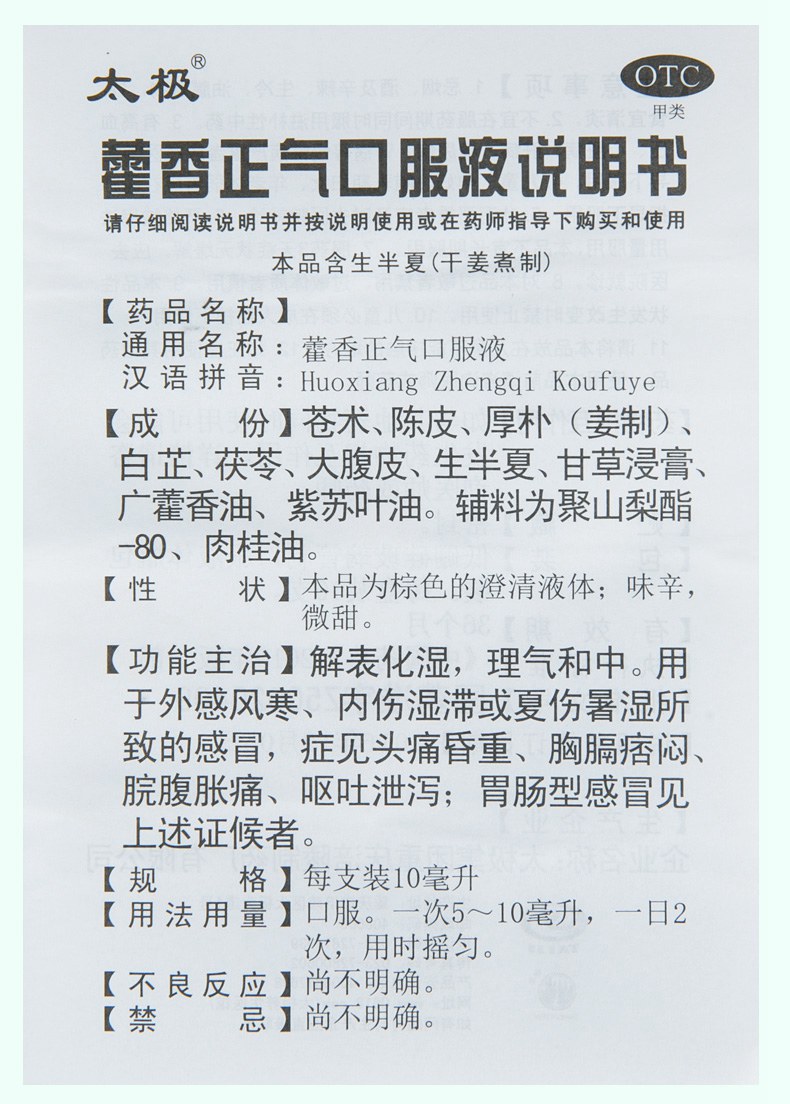 太极®
OTC
甲类
藿香正气口服液说明书
请仔细阅读说明书并按说明使用或在药师指导下购买和使用
本品含生半夏(干姜煮制)
【药品名称】
通用名称：藿香正气口服液
汉语拼音：Huoxiang Zhengqi Koufuye
【成份】苍术、陈皮、厚朴（姜制）、
白芷、茯苓、大腹皮、生半夏、甘草浸膏、
广藿香油、紫苏叶油。辅料为聚山梨酯
-80、肉桂油。
【性状】本品为棕色的澄清液体；味辛，
微甜。
【功能主治】解表化湿，理气和中。用
于外感风寒、内伤湿滞或夏伤暑湿所
致的感冒，症见头痛昏重、胸膈痞闷、
脘腹胀痛、呕吐泄泻；胃肠型感冒见
上述证候者。
【规格】每支装10毫升
【用法用量】口服。一次5～10毫升，一日2
次，用时摇匀。
【不良反应】尚不明确。
【禁忌】尚不明确。